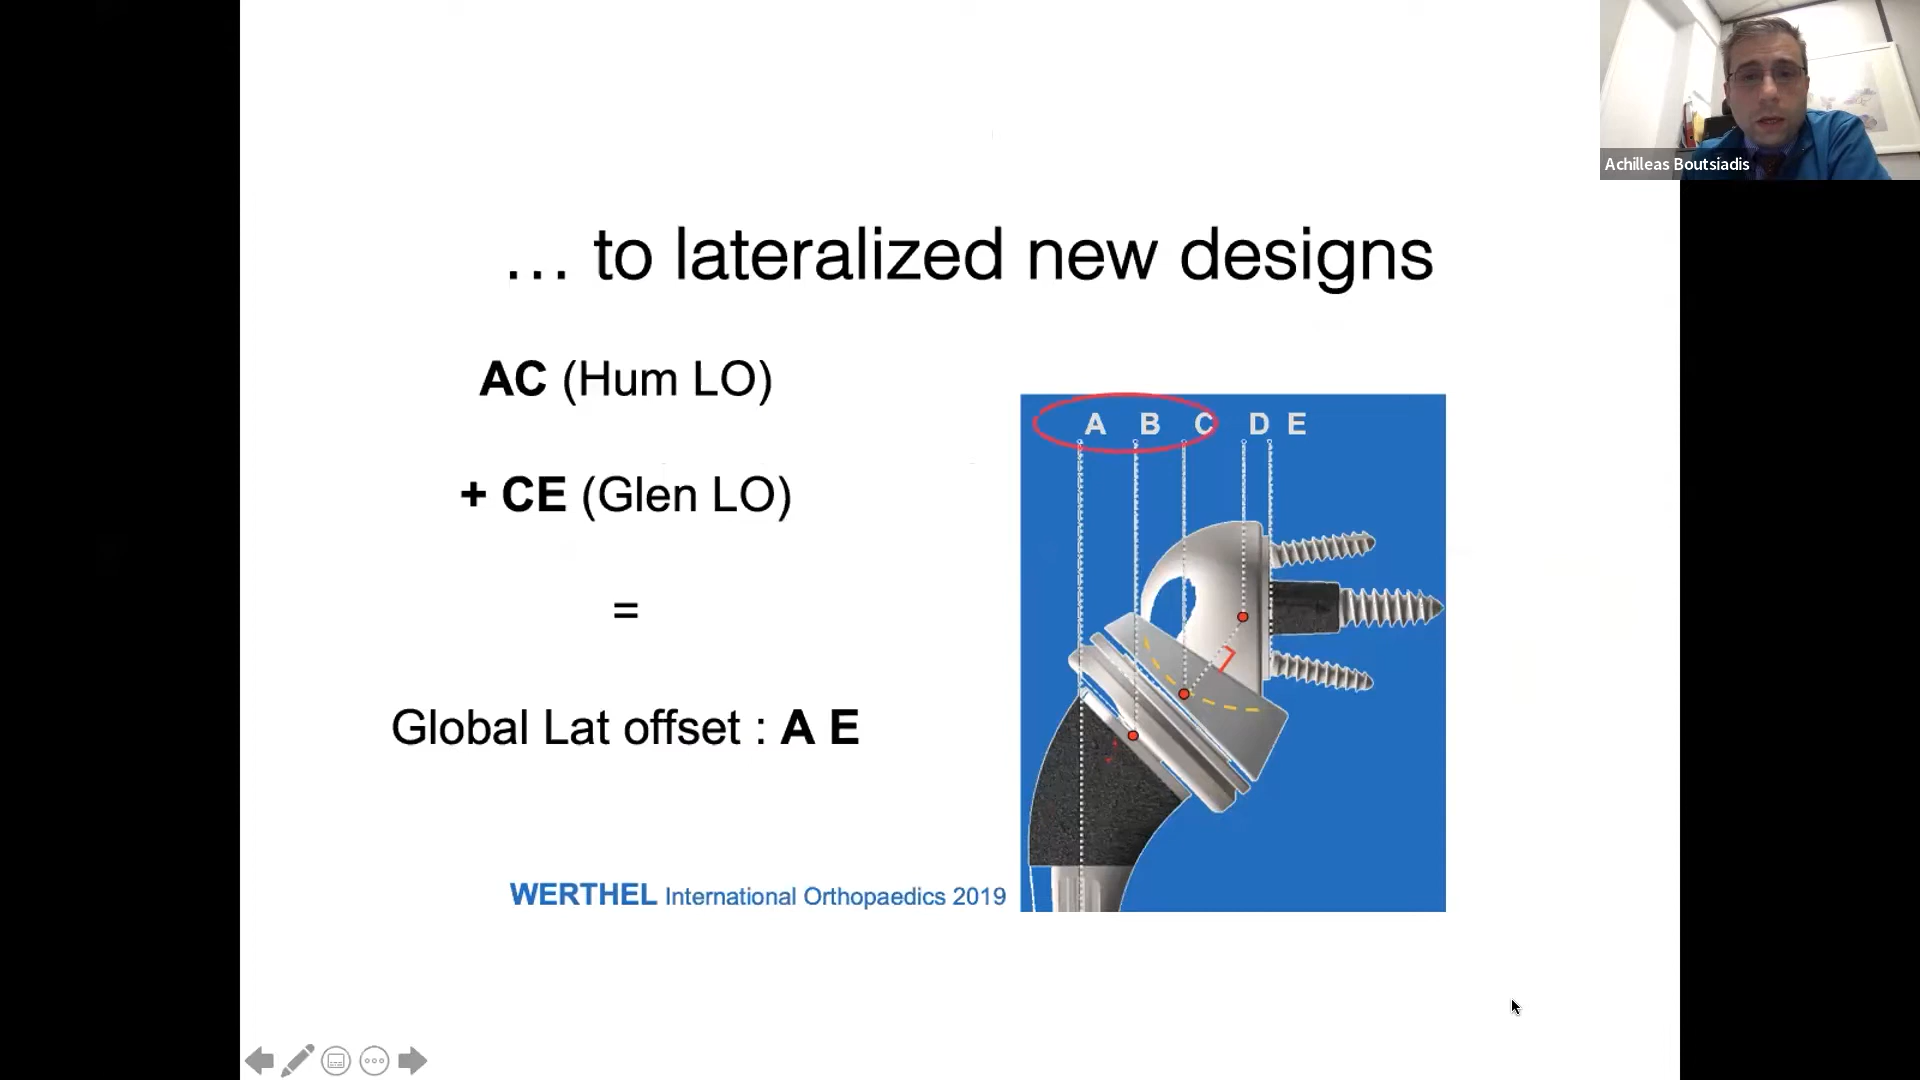 Achilleas Boutsiadis
... to lateralized new designs
AC (Hum LO)
+ CE (Glen LO)
=
Global Lat offset : A E
A B C D E
WERTHEL International Orthopaedics 2019